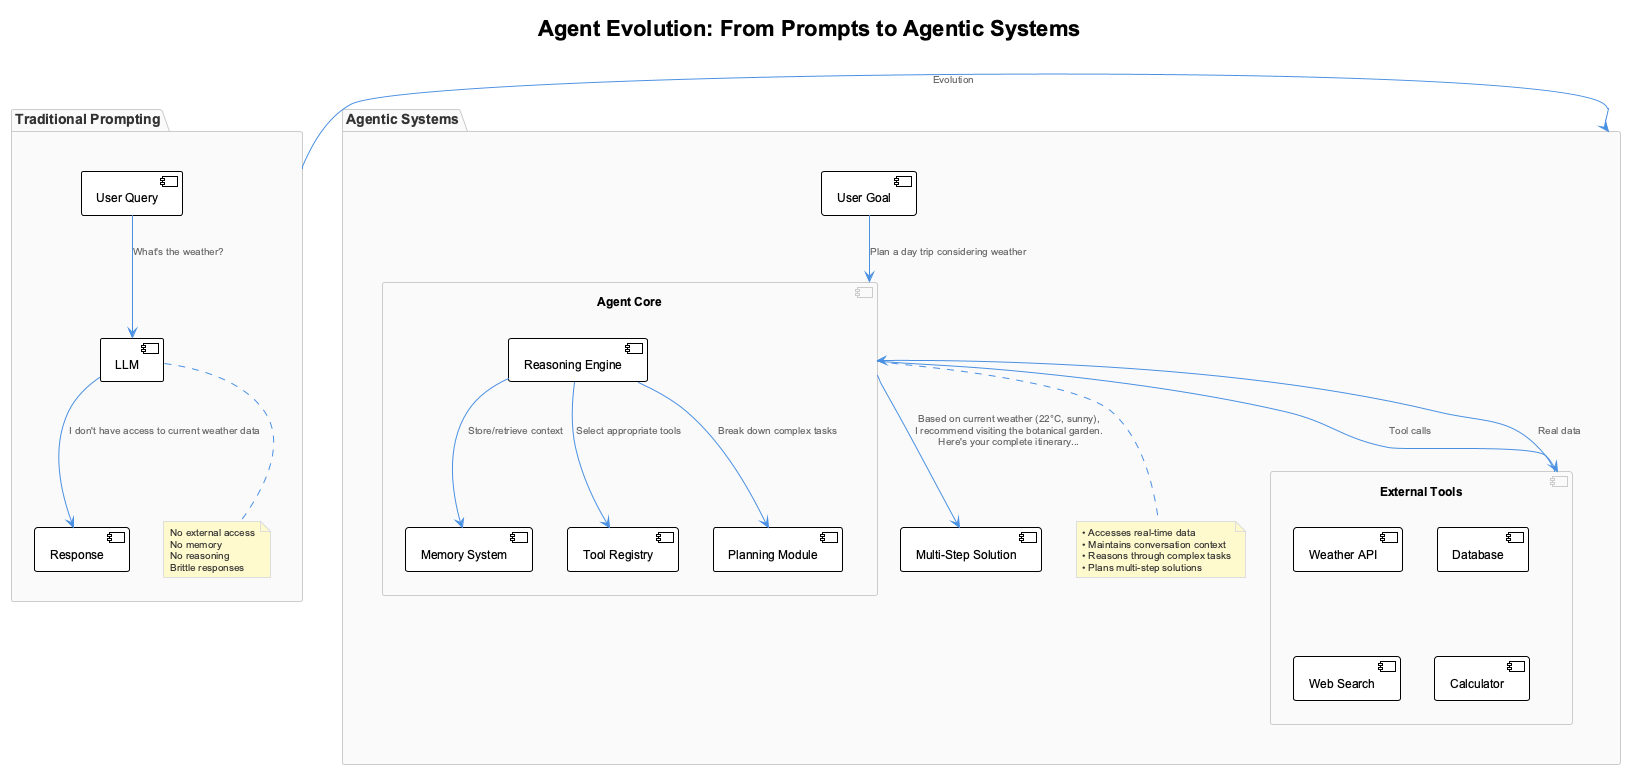 Agent Evolution: From Prompts to Agentic Systems
Evolution
Traditional Prompting
User Query
What's the weather?
LLM
I don't have access to current weather data
Response
No external access
No memory
No reasoning
Brittle responses
Agentic Systems
User Goal
Plan a day trip considering weather
Agent Core
Reasoning Engine
Store/retrieve context
Select appropriate tools
Break down complex tasks
Memory System
Tool Registry
Planning Module
Based on current weather (22°C, sunny),
I recommend visiting the botanical garden.
Here's your complete itinerary...
Multi-Step Solution
• Accesses real-time data
• Maintains conversation context
• Reasons through complex tasks
• Plans multi-step solutions
Tool calls
Real data
External Tools
Weather API
Database
Web Search
Calculator